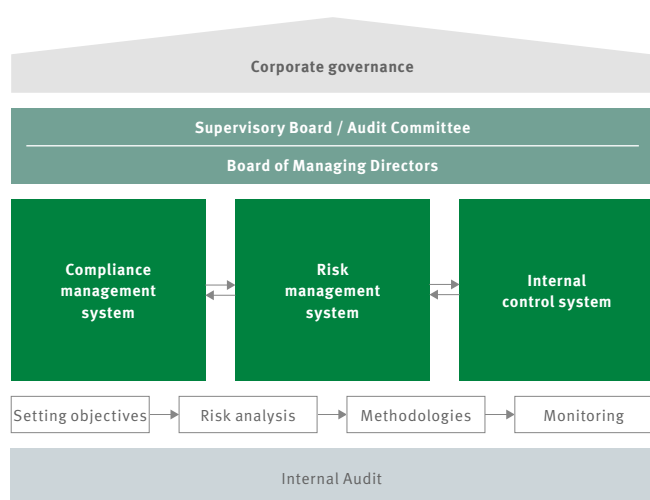 Corporate governance
Supervisory Board / Audit Committee
Board of Managing Directors
Compliance
management
system
Risk
management
system
Internal
control system
Setting objectives
Risk analysis
Methodologies
Monitoring
Internal Audit